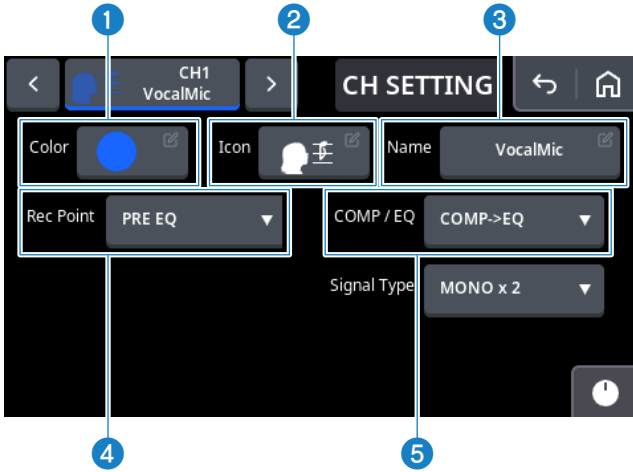 1
2
3
CH1
VocalMic
CH SETTING
Color
Icon
Name
VocalMic
Rec Point
PRE EQ
COMP / EQ
COMP->EQ
Signal Type
MONO x 2
4
5